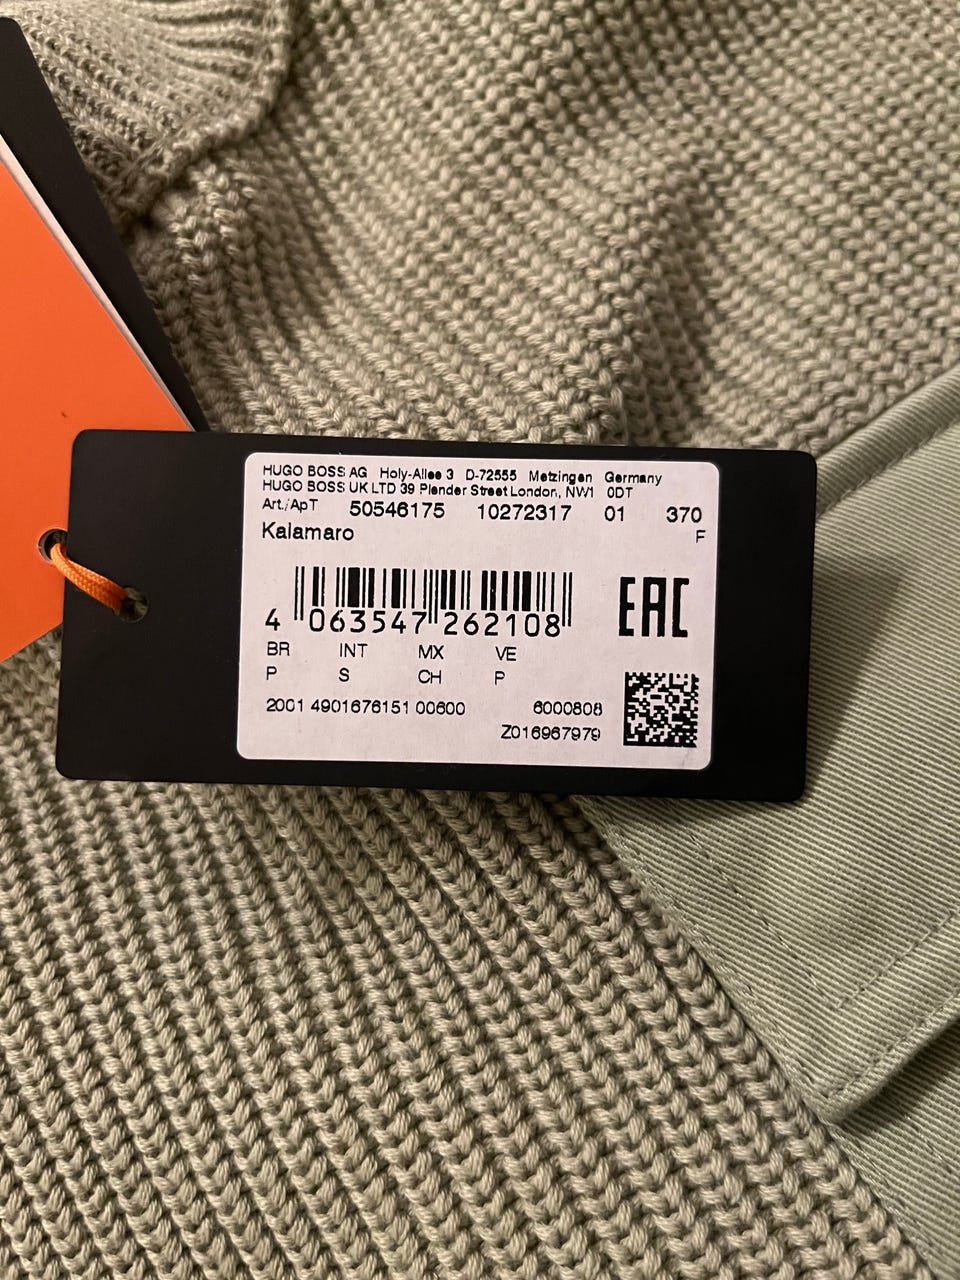 HUGO BOSS AG Holy-Allee 3 D-72555 Metzingen Germany
HUGO BOSS UK LTD 39 Plender Street London, NW1 0DT
Art./ApT 50546175 10272317 01 370
Kalamaro F
EAC
4 063547 262108
BR INT MX VE
P S CH P
2001 4901676151 00600 6000808
Z016967979